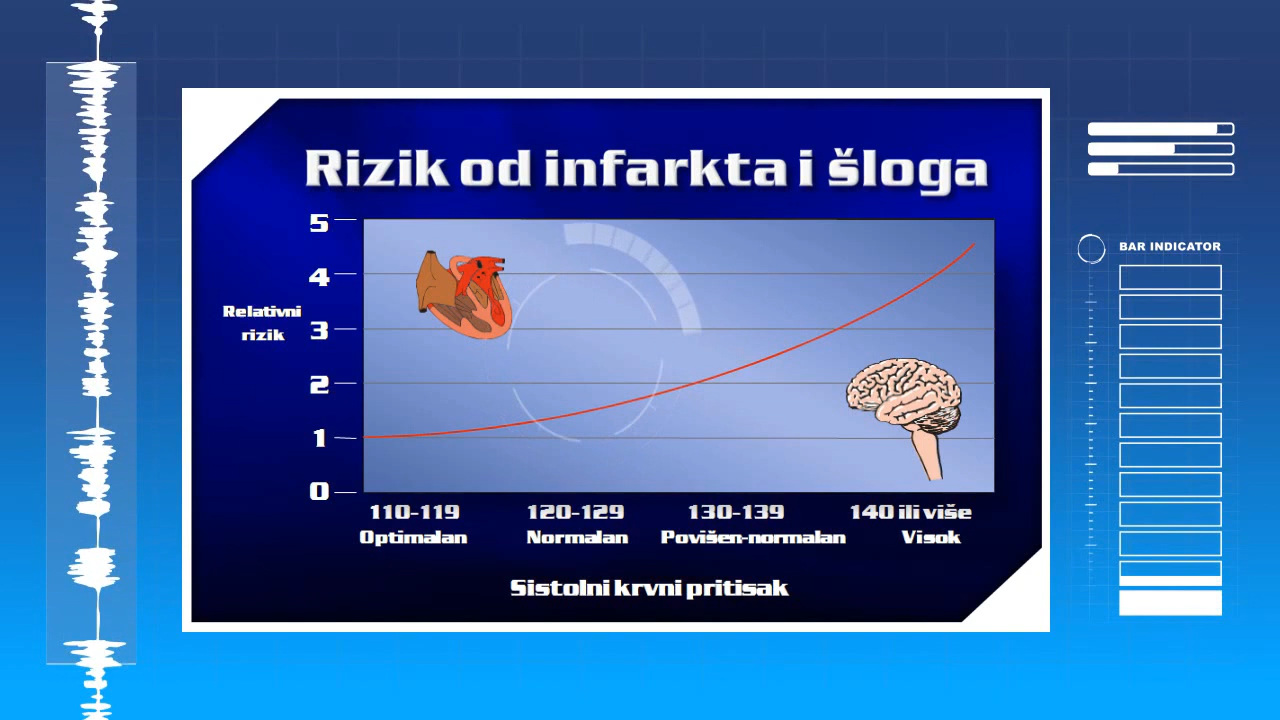 Rizik od infarkta i šloga
5
4
Relativni
rizik
3
2
1
0
110-119 120-129 130-139 140 ili više
Optimalan Normalan Povišen-normalan Visok
Sistolni krvni pritisak
BAR INDICATOR